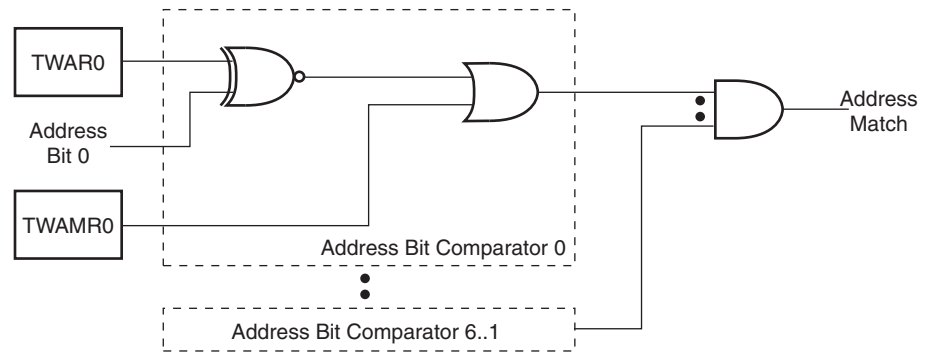 TWAR0
Address
Bit 0
TWAMR0
Address Bit Comparator 0
Address
Match
Address Bit Comparator 6..1